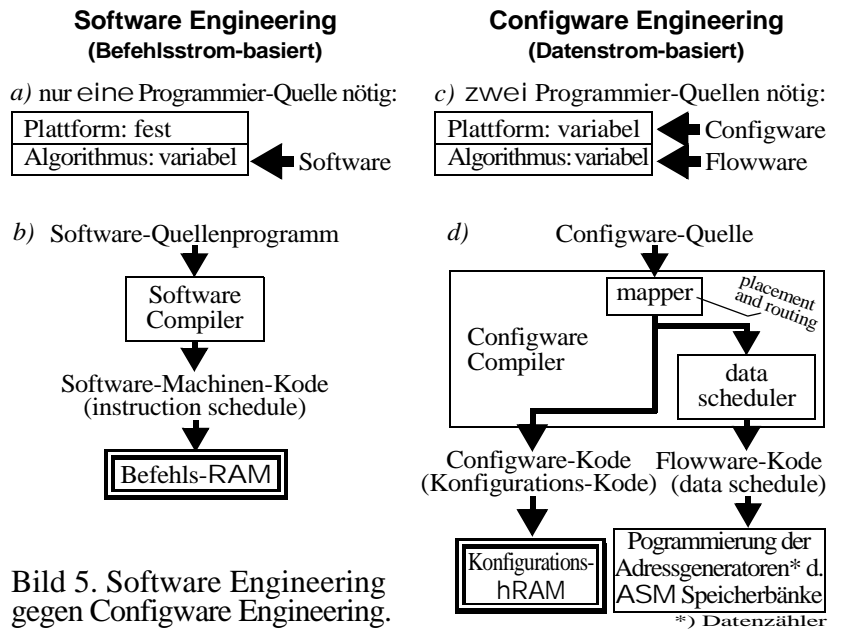 Software Engineering
(Befehlsstrom-basiert)
a) nur eine Programmier-Quelle nötig:
Plattform: fest
Algorithmus: variabel
Software
b) Software-Quellenprogramm
Software
Compiler
Software-Machinen-Kode
(instruction schedule)
Befehls-RAM
Configware Engineering
(Datenstrom-basiert)
c) zwei Programmier-Quellen nötig:
Plattform: variabel
Configware
Algorithmus: variabel
Flowware
d) Configware-Quelle
mapper
placement
and routing
Configware
Compiler
data
scheduler
Configware-Kode
(Konfigurations-Kode)
Flowware-Kode
(data schedule)
Konfigurations-
hRAM
Pogrammierung der
Adressgeneratoren* d.
ASM Speicherbänke
*) Datenzähler
Bild 5. Software Engineering
gegen Configware Engineering.